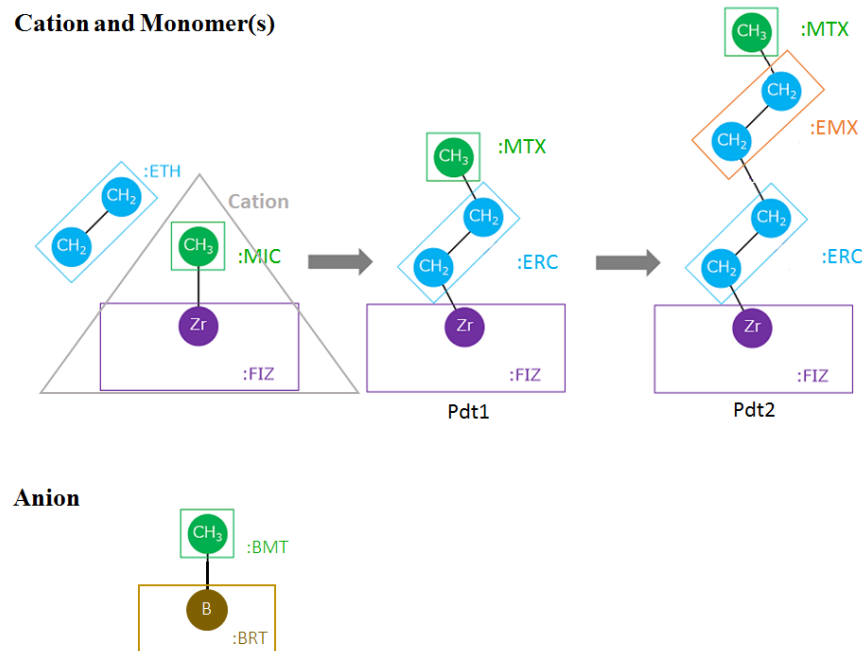 Cation and Monomer(s)
CH3
:MTX
CH2
:EMX
CH2
CH3
:MTX
:ETH
CH2
CH2
Cation
CH3
:MIC
CH2
CH2
:ERC
CH2
CH2
:ERC
Zr
:FIZ
Zr
:FIZ
Zr
:FIZ
Pdt1
Pdt2
Anion
CH3
:BMT
B
:BRT